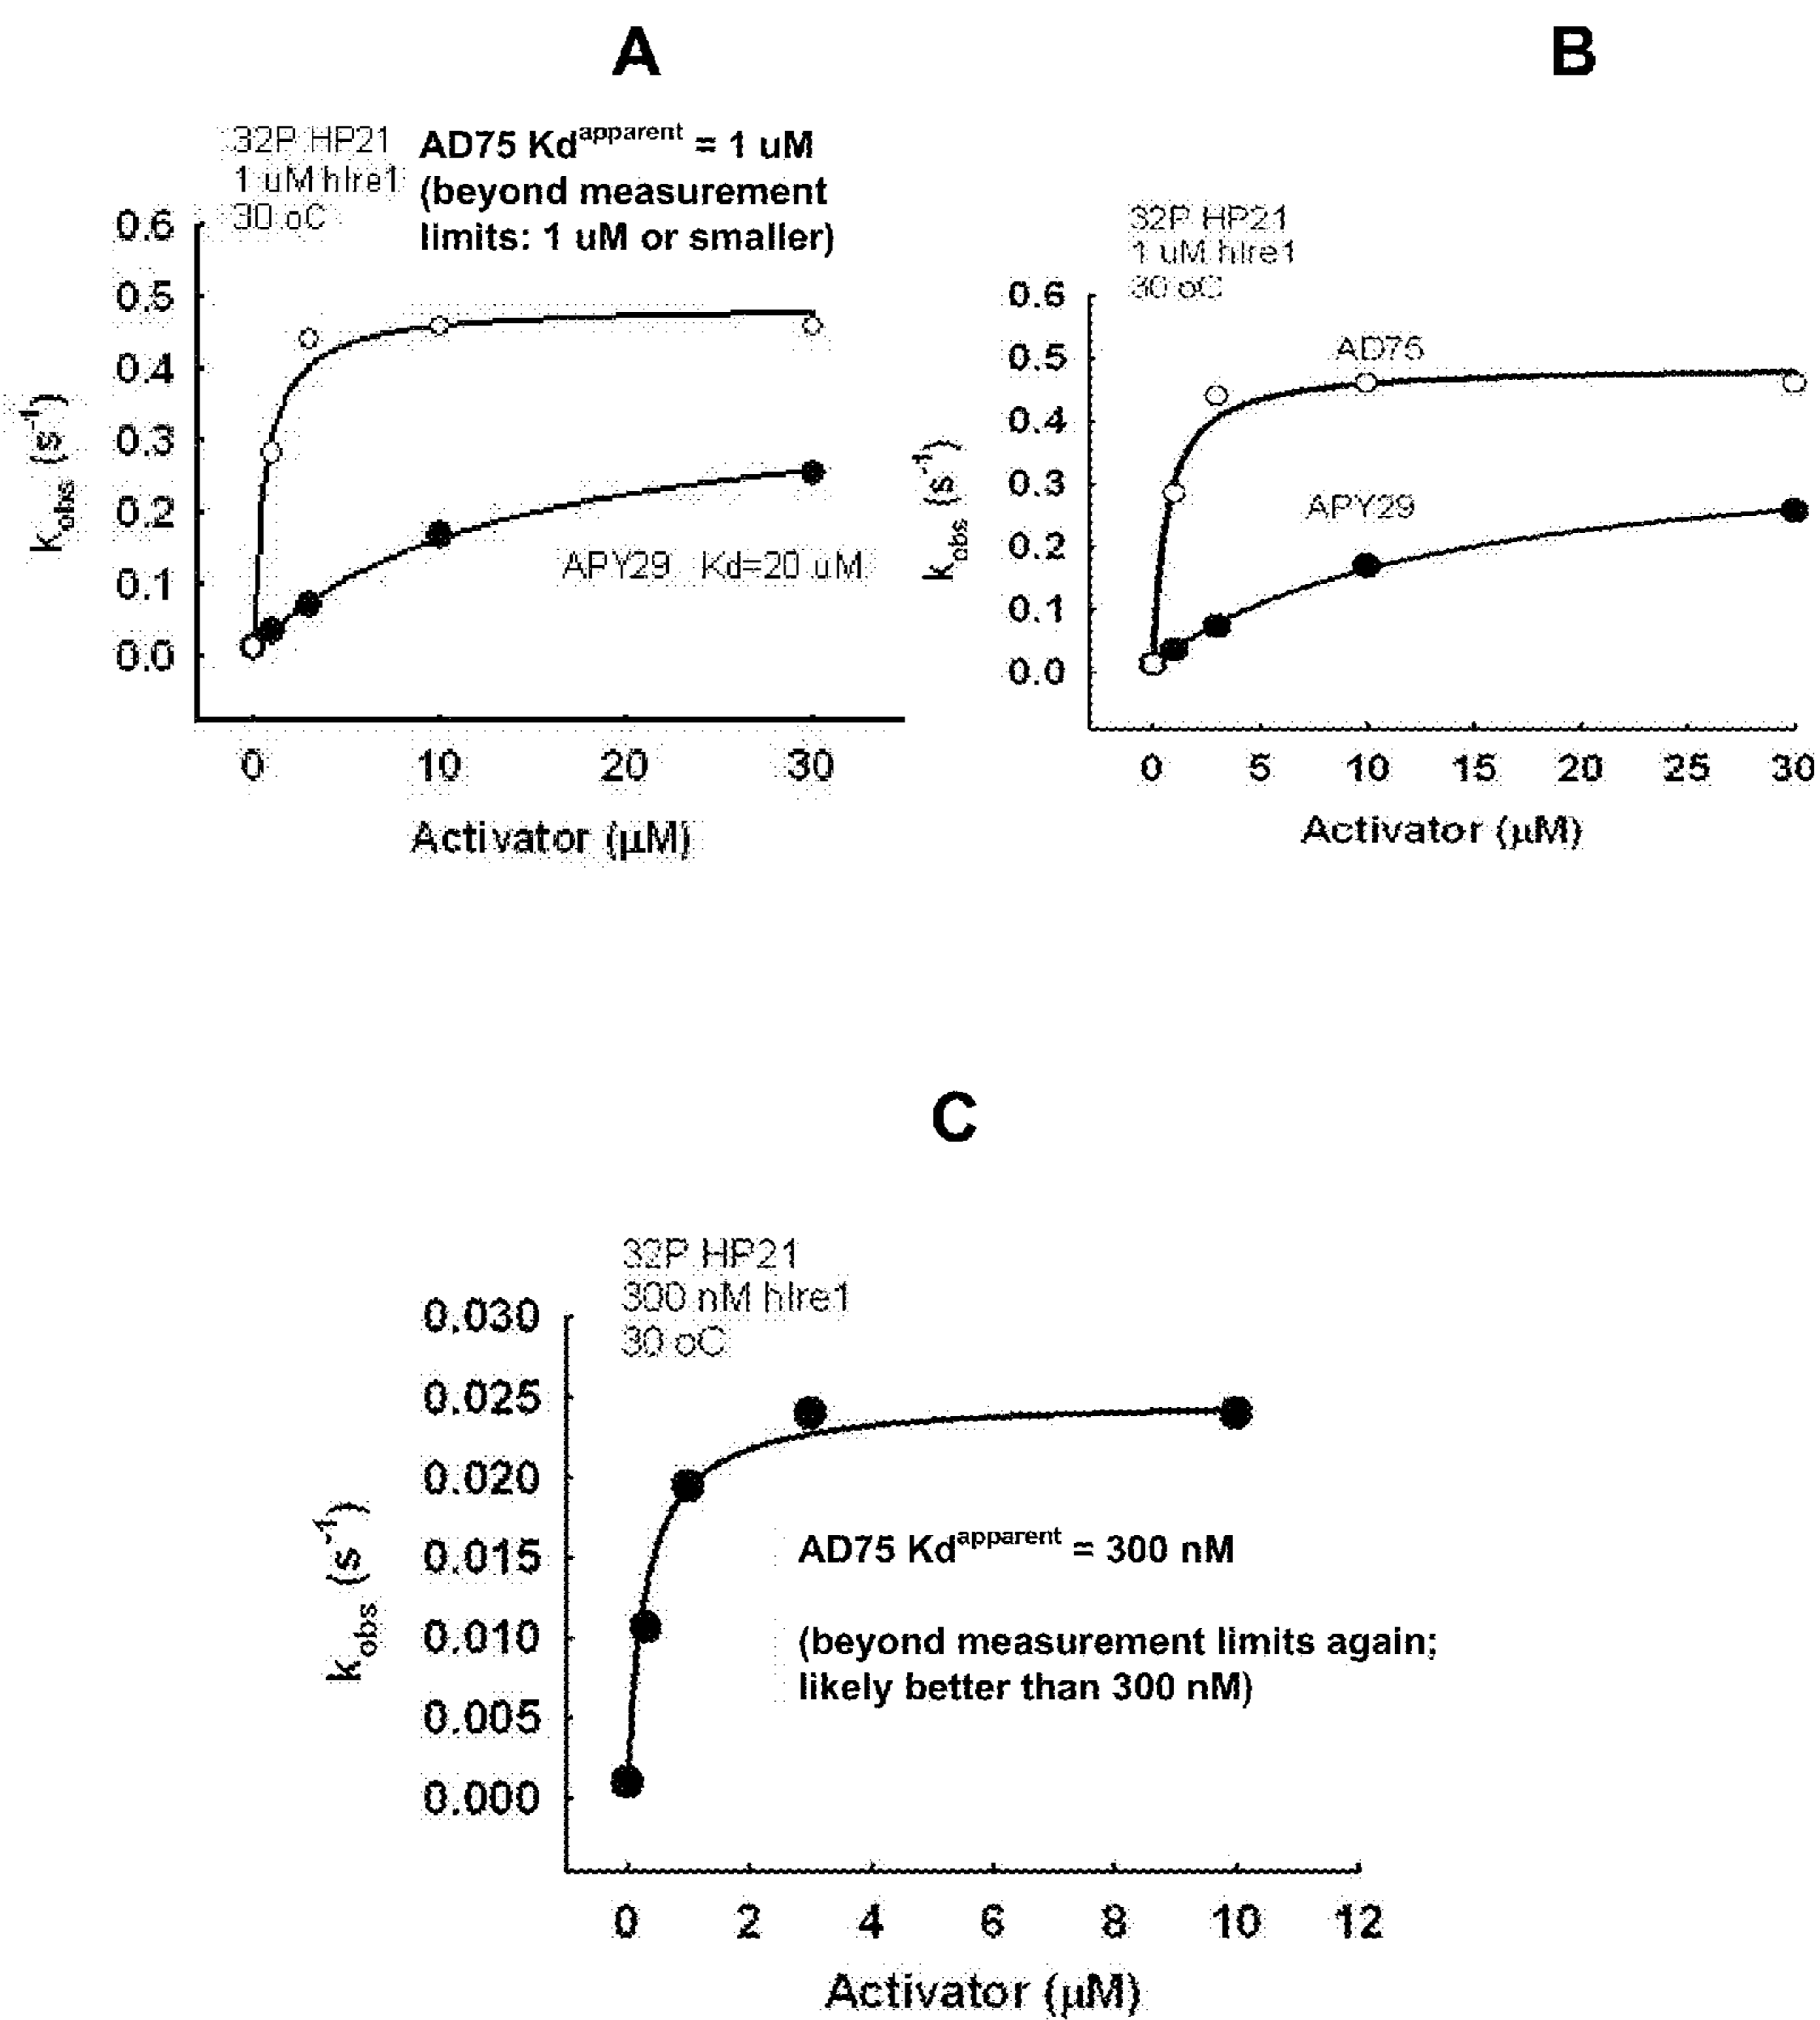 A
32P HP21
1 uM hIre1
30 oC
AD75 Kd^apparent = 1 uM
(beyond measurement
limits: 1 uM or smaller)
0.6
0.5
0.4
0.3
0.2
0.1
0.0
k_obs (s^-1)
APY29 Kd=20 uM
0 10 20 30
Activator (μM)
B
32P HP21
1 uM hIre1
30 oC
0.6
0.5
0.4
0.3
0.2
0.1
0.0
k_obs (s^-1)
AD75
APY29
0 5 10 15 20 25 30
Activator (μM)
C
32P HP21
300 nM hIre1
30 oC
0.030
0.025
0.020
0.015
0.010
0.005
0.000
k_obs (s^-1)
AD75 Kd^apparent = 300 nM
(beyond measurement limits again;
likely better than 300 nM)
0 2 4 6 8 10 12
Activator (μM)